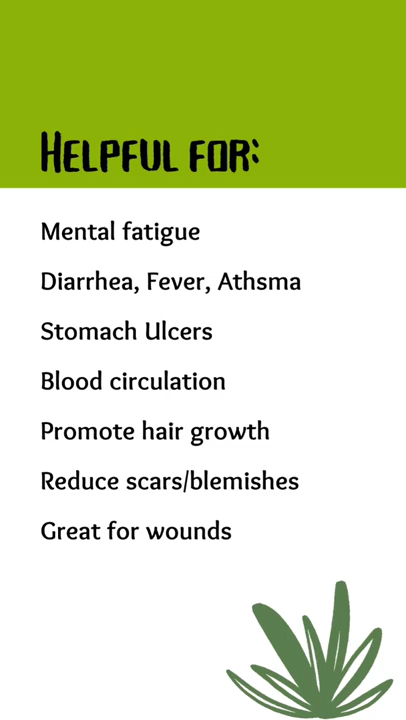 Helpful for:
Mental fatigue
Diarrhea, Fever, Athsma
Stomach Ulcers
Blood circulation
Promote hair growth
Reduce scars/blemishes
Great for wounds